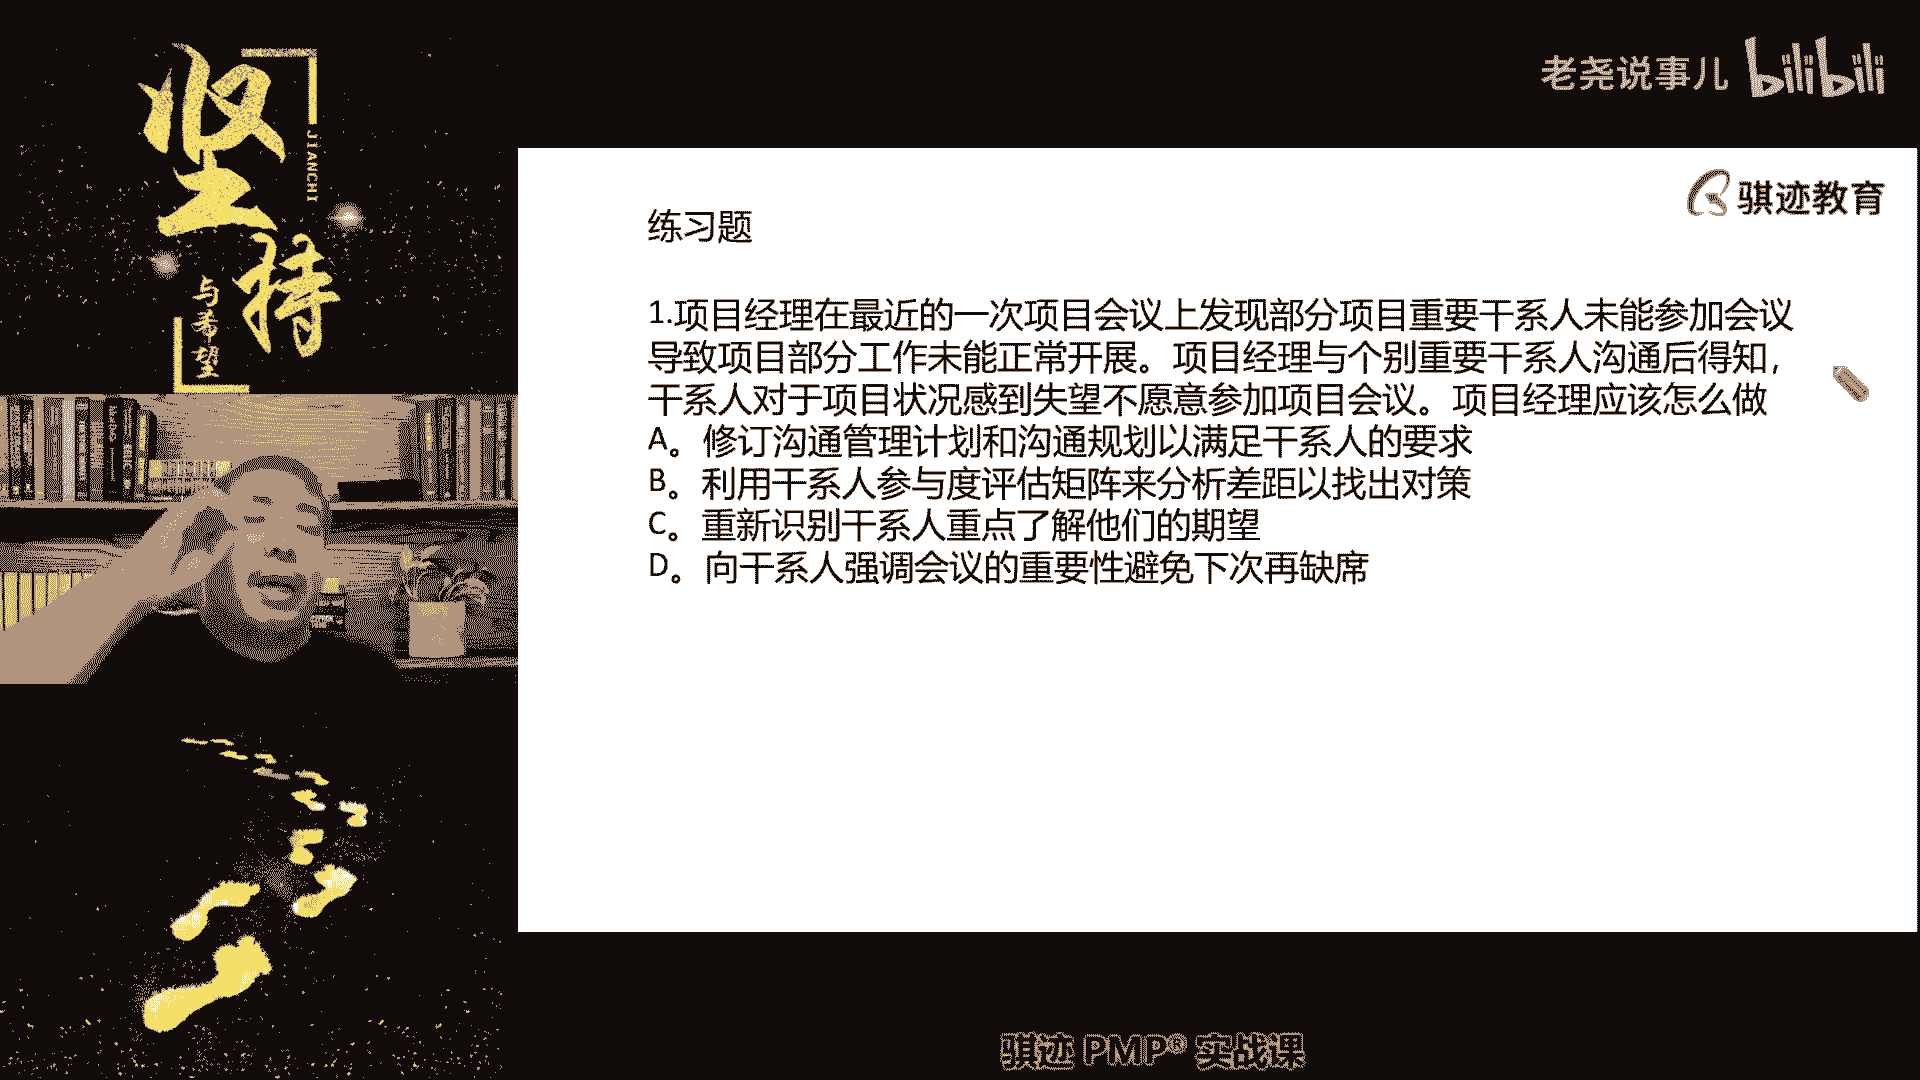 坚持
JIANCHI
与希望
老尧说事儿 bilibili
骐迹教育
练习题
1.项目经理在最近的一次项目会议上发现部分项目重要干系人未能参加会议
导致项目部分工作未能正常开展。项目经理与个别重要干系人沟通后得知，
干系人对于项目状况感到失望不愿意参加项目会议。项目经理应该怎么做
A。修订沟通管理计划和沟通规划以满足干系人的要求
B。利用干系人参与度评估矩阵来分析差距以找出对策
C。重新识别干系人重点了解他们的期望
D。向干系人强调会议的重要性避免下次再缺席
骐迹 PMP® 实战课